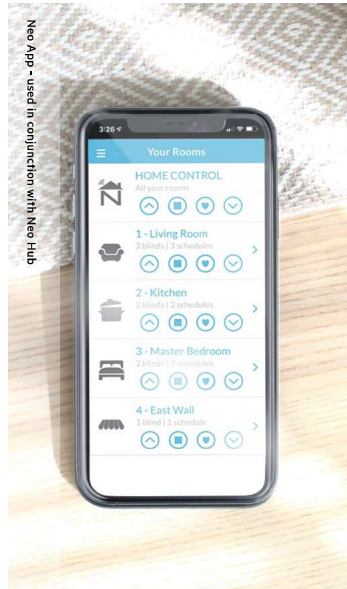 Neo App - used in conjunction with Neo Hub
3:26
Your Rooms
HOME CONTROL
All your rooms
1 - Living Room
3 blinds | 3 schedules
2 - Kitchen
2 blinds | 2 schedules
3 - Master Bedroom
2 blinds | 3 schedules
4 - East Wall
1 blind | 1 schedule